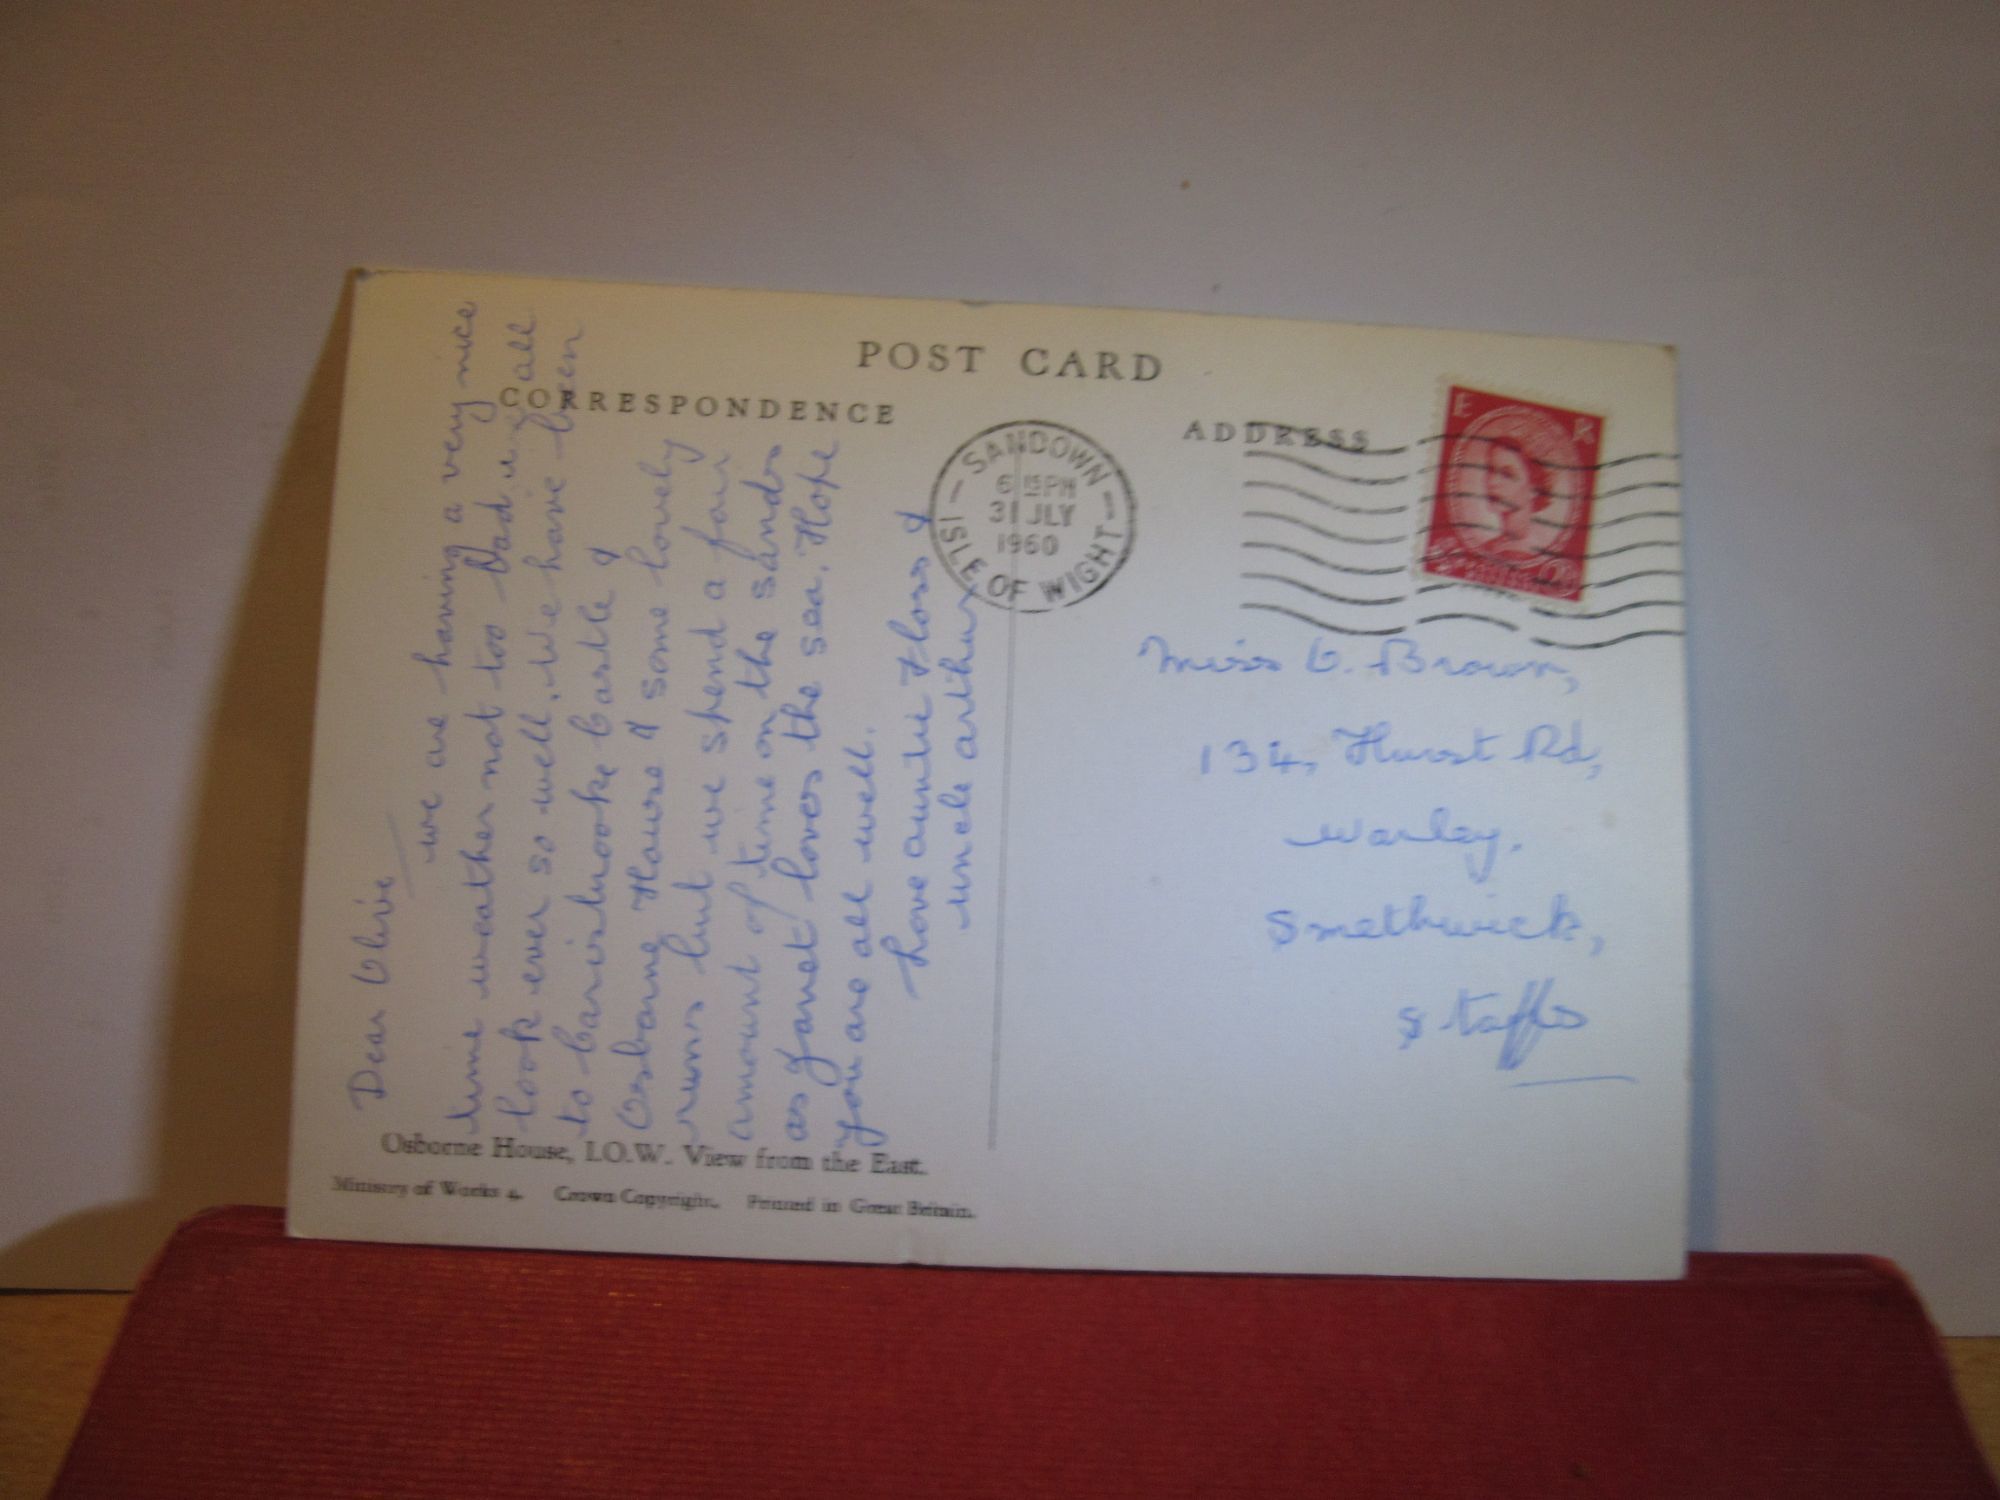 POST CARD
CORRESPONDENCE
ADDRESS
SANDOWN
6 15 PM
31 JLY
1960
ISLE OF WIGHT
E R
Dear Olive
we are having a very nice
time weather not too bad all
look ever so well. We have been
to Carisbrooke Castle &
Osborne House & some lovely
runs but we spend a fair
amount of time on the sands
as Janet loves the sea. Hope
you are all well.
Love auntie Floss &
uncle arthur
Miss O. Brown,
134, Hurst Rd,
Warley.
Smethwick,
Staffs
Osborne House, I.O.W. View from the East.
Ministry of Works 4. Crown Copyright. Printed in Great Britain.